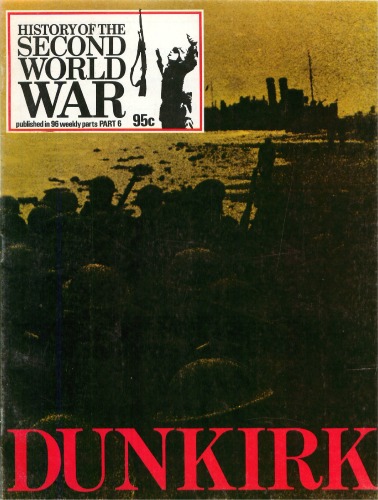 HISTORY OF THE
SECOND
WORLD
WAR
published in 96 weekly parts PART 6 95c
DUNKIRK